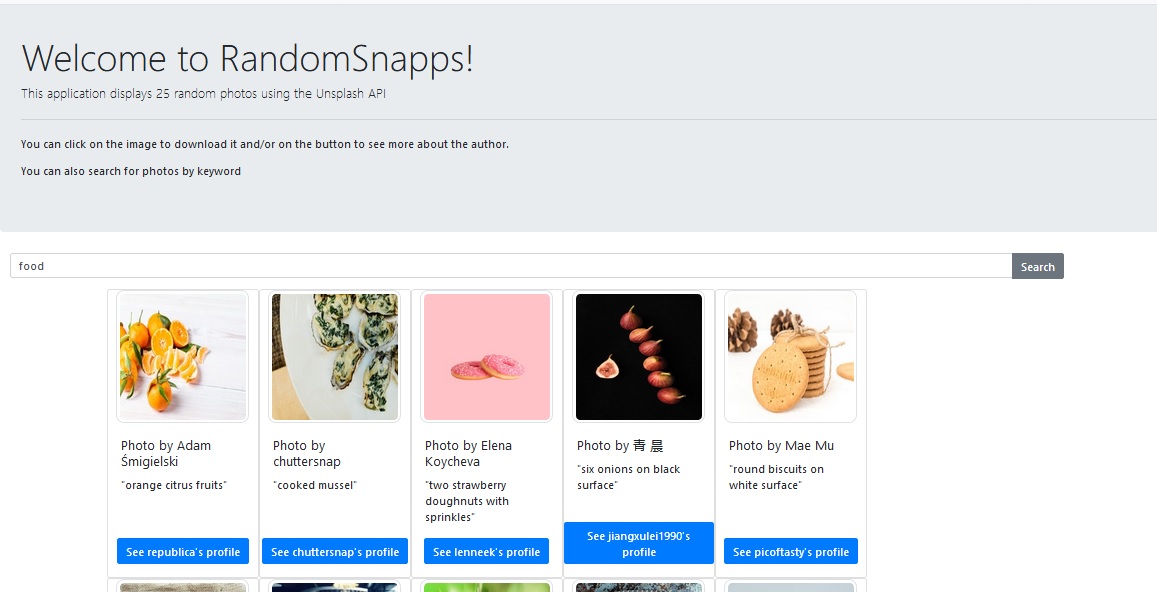 Welcome to RandomSnapps!
This application displays 25 random photos using the Unsplash API
You can click on the image to download it and/or on the button to see more about the author.
You can also search for photos by keyword
food
Search
Photo by Adam
Śmigielski
"orange citrus fruits"
See republica's profile
Photo by
chuttersnap
"cooked mussel"
See chuttersnap's profile
Photo by Elena
Koycheva
"two strawberry
doughnuts with
sprinkles"
See lenneek's profile
Photo by 青 晨
"six onions on black
surface"
See jiangxulei1990's
profile
Photo by Mae Mu
"round biscuits on
white surface"
See picoftasty's profile